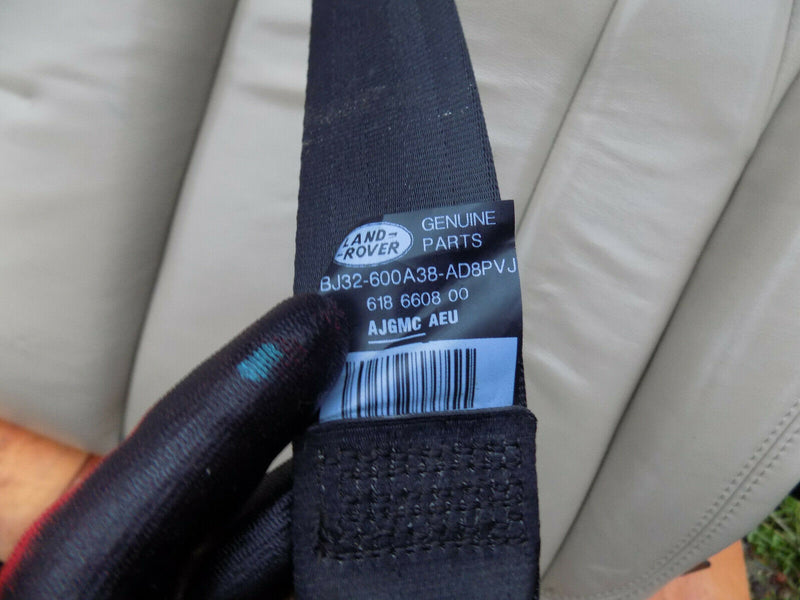 LAND-
-ROVER
GENUINE
PARTS
BJ32-600A38-AD8PVJ
618 6608 00
AJGMC AEU